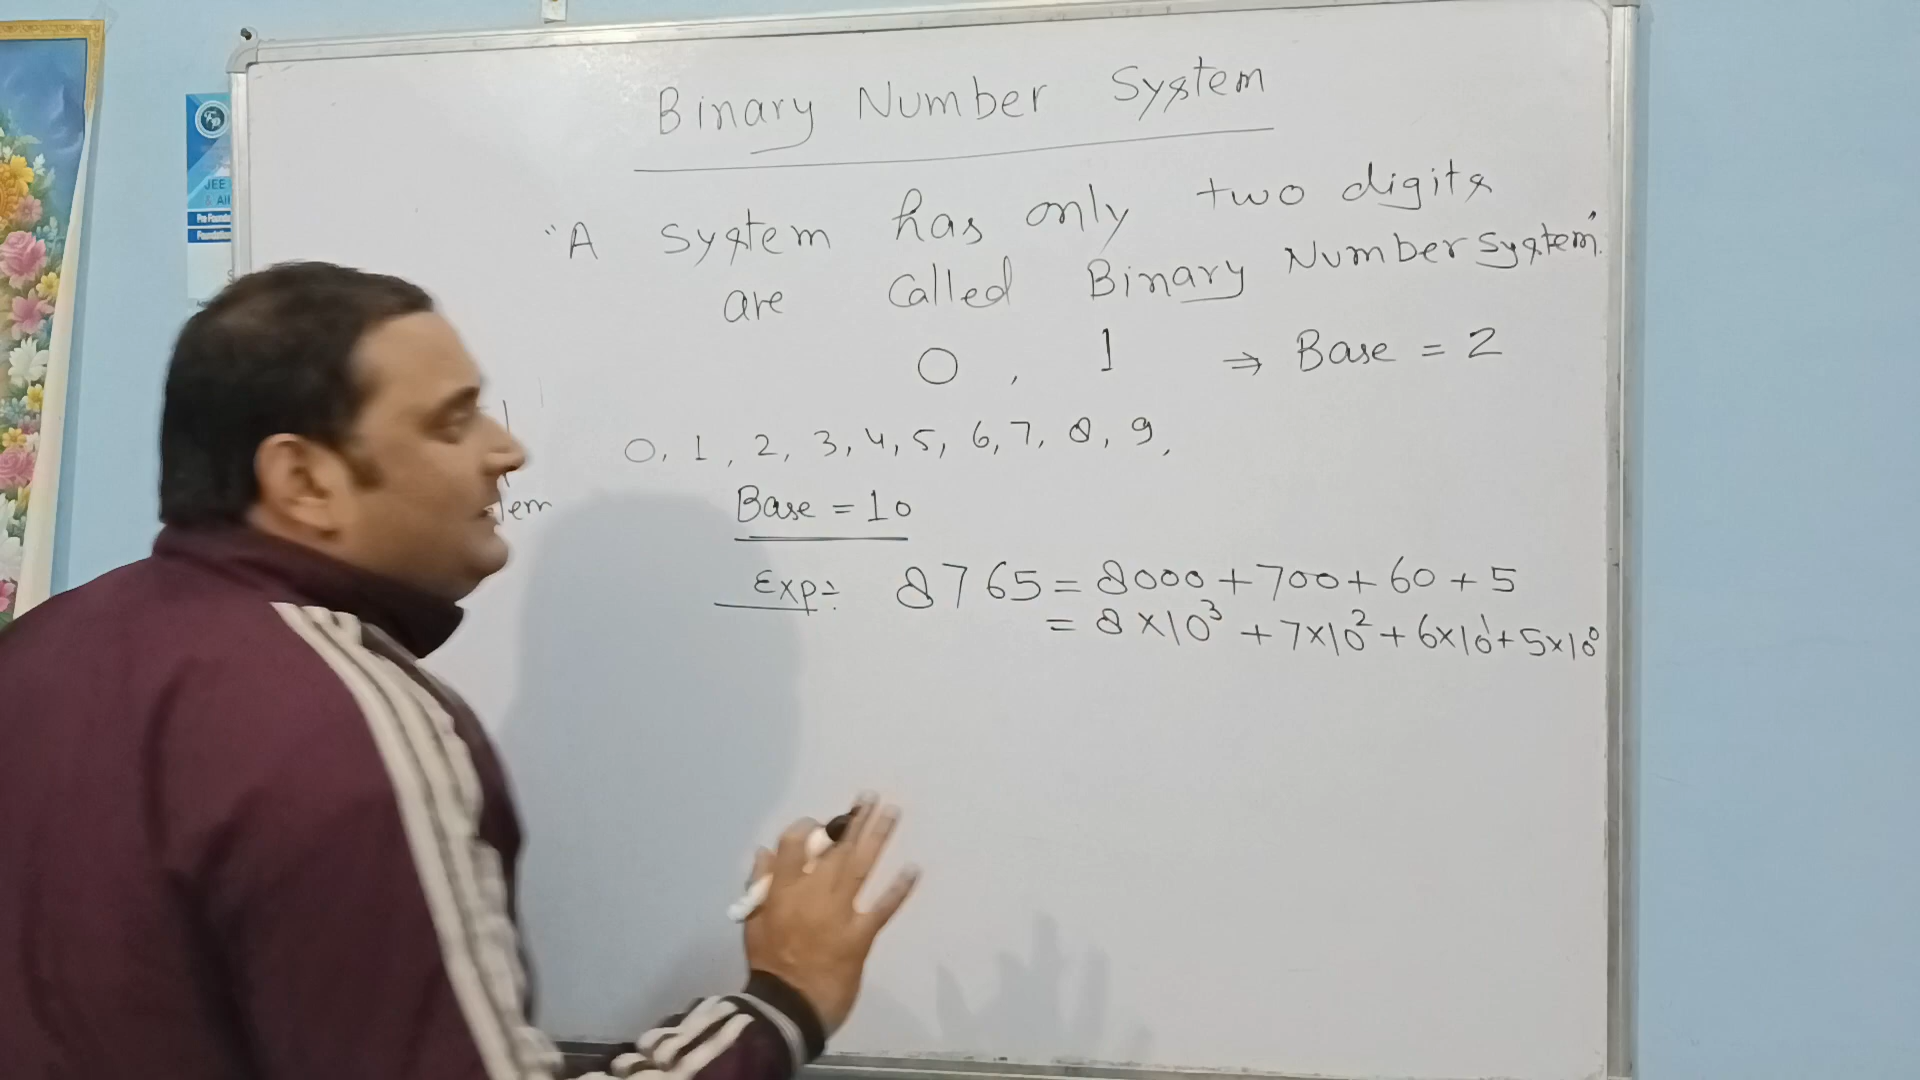 Binary Number System
"A system has only two digits
are called Binary Number System"
0, 1 ⇒ Base = 2
0, 1, 2, 3, 4, 5, 6, 7, 8, 9,
Base = 10
Exp:- 8765 = 8000 + 700 + 60 + 5
= 8×10³ + 7×10² + 6×10¹ + 5×10⁰
JEE